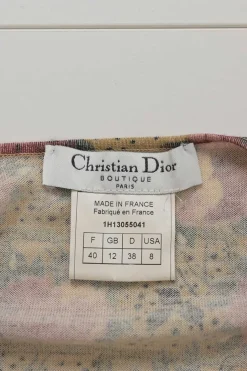 Christian Dior
BOUTIQUE
PARIS
MADE IN FRANCE
Fabriqué en France
1H13055041
F GB D USA
40 12 38 8